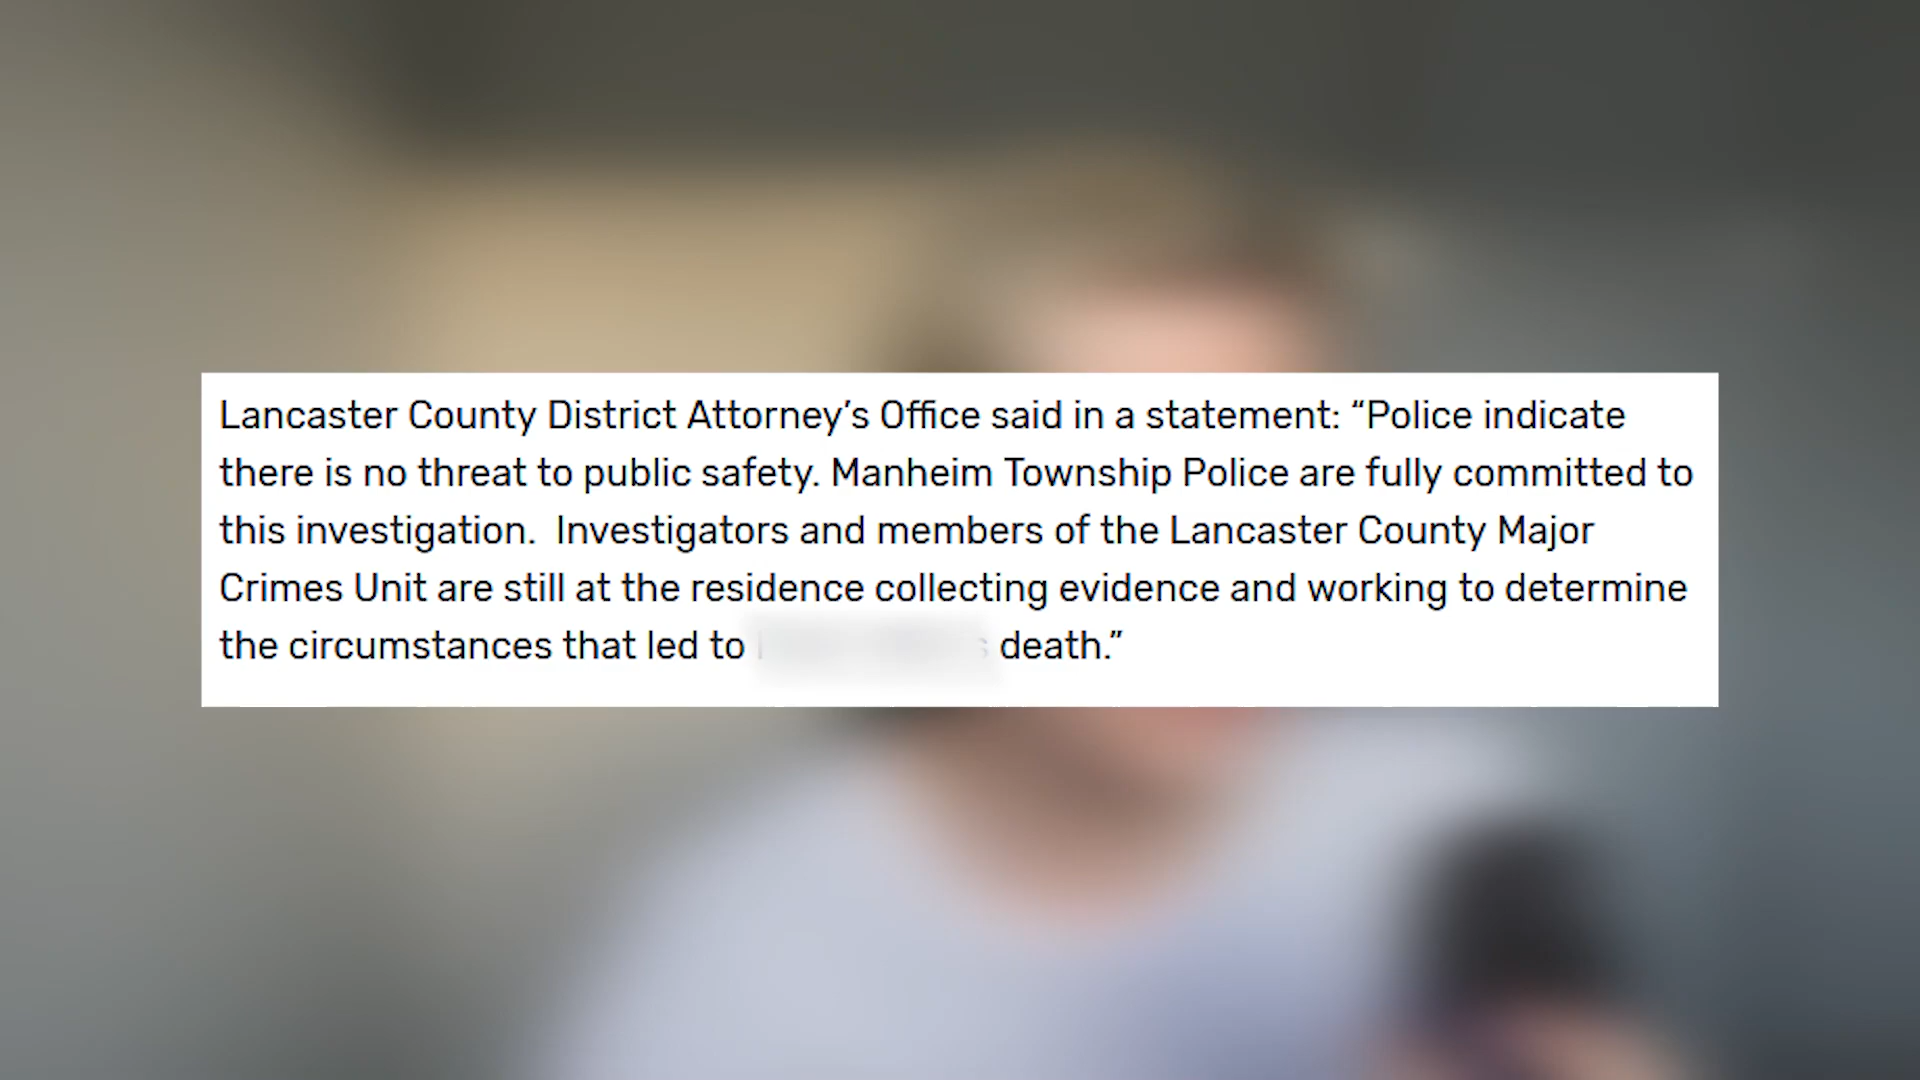 Lancaster County District Attorney’s Office said in a statement: “Police indicate
there is no threat to public safety. Manheim Township Police are fully committed to
this investigation.  Investigators and members of the Lancaster County Major
Crimes Unit are still at the residence collecting evidence and working to determine
the circumstances that led to death.”